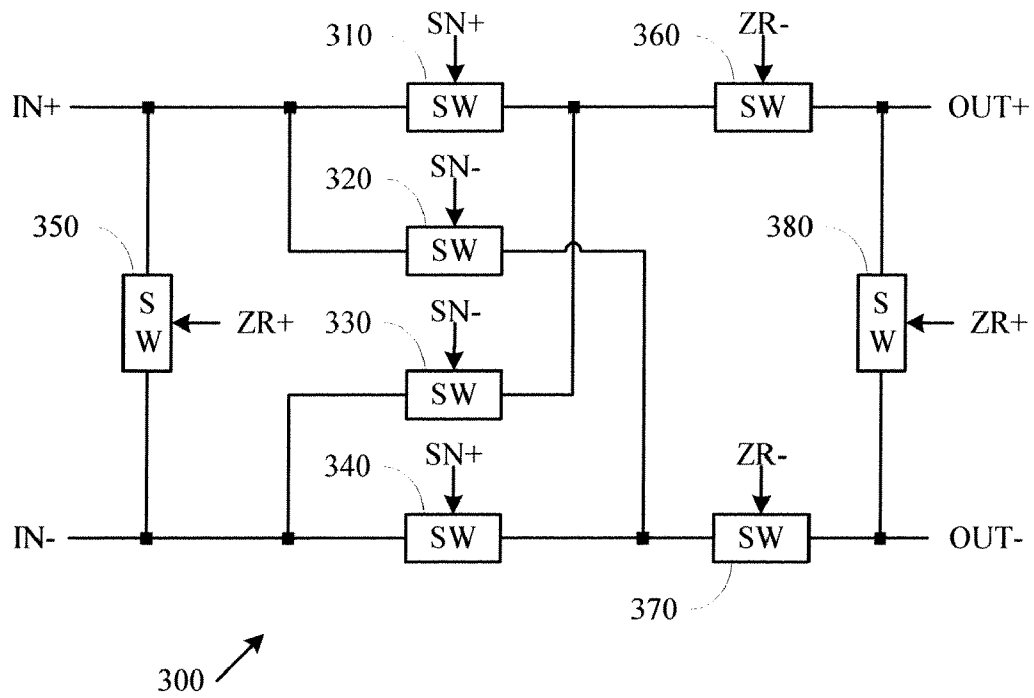 SN+
ZR-
310
360
IN+
SW
SW
OUT+
SN-
320
350
SW
380
S
W
ZR+
SN-
S
W
ZR+
330
SW
SN+
ZR-
340
IN-
SW
SW
OUT-
370
300